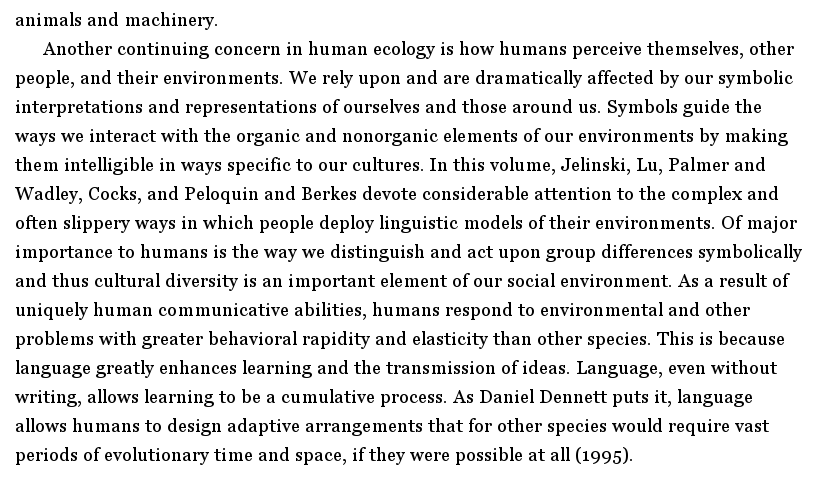 animals and machinery.
Another continuing concern in human ecology is how humans perceive themselves, other
people, and their environments. We rely upon and are dramatically affected by our symbolic
interpretations and representations of ourselves and those around us. Symbols guide the
ways we interact with the organic and nonorganic elements of our environments by making
them intelligible in ways specific to our cultures. In this volume, Jelinski, Lu, Palmer and
Wadley, Cocks, and Peloquin and Berkes devote considerable attention to the complex and
often slippery ways in which people deploy linguistic models of their environments. Of major
importance to humans is the way we distinguish and act upon group differences symbolically
and thus cultural diversity is an important element of our social environment. As a result of
uniquely human communicative abilities, humans respond to environmental and other
problems with greater behavioral rapidity and elasticity than other species. This is because
language greatly enhances learning and the transmission of ideas. Language, even without
writing, allows learning to be a cumulative process. As Daniel Dennett puts it, language
allows humans to design adaptive arrangements that for other species would require vast
periods of evolutionary time and space, if they were possible at all (1995).